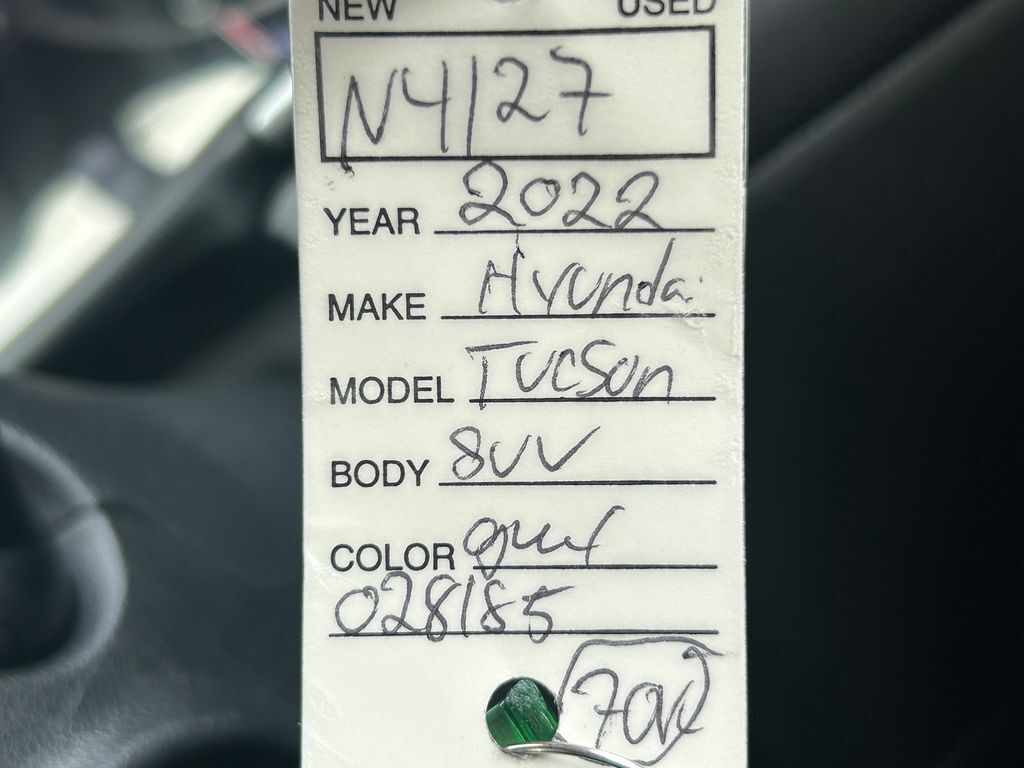 NEW USED
N4127
YEAR 2022
MAKE Hyundai
MODEL Tucson
BODY SUV
COLOR
028185